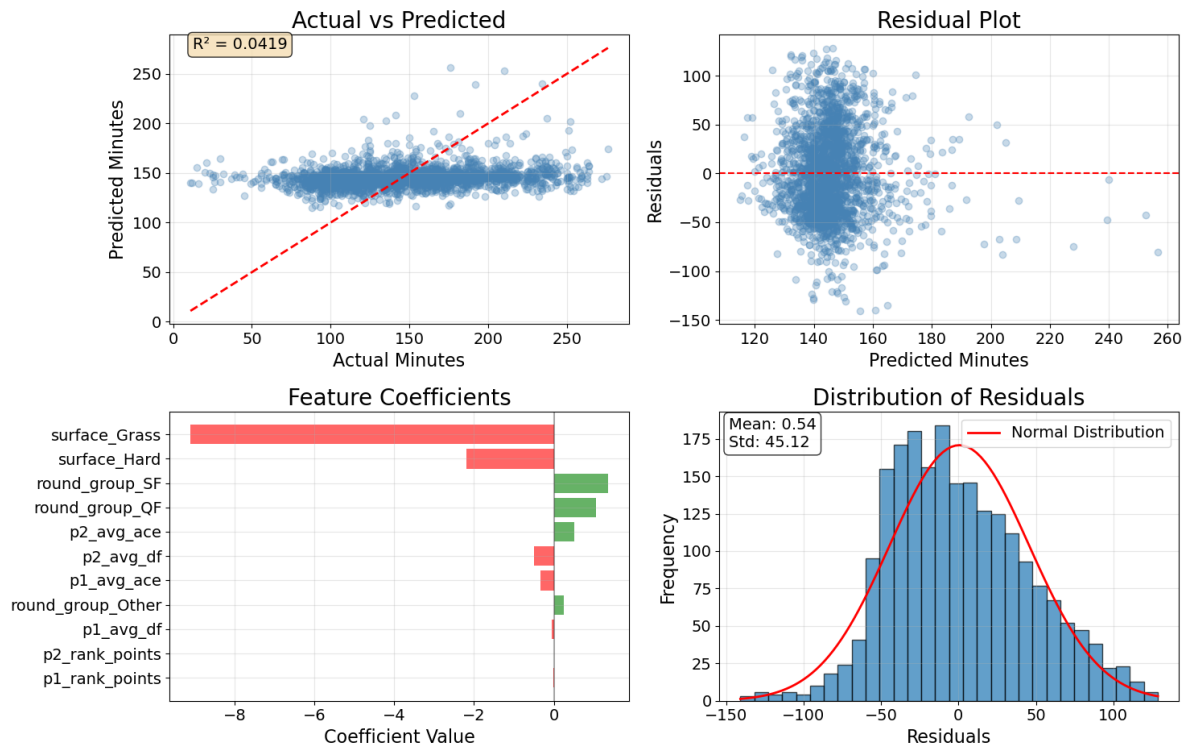 Actual vs Predicted
R² = 0.0419
Predicted Minutes
250
200
150
100
50
0
0 50 100 150 200 250
Actual Minutes
Residual Plot
Residuals
100
50
0
−50
−100
−150
120 140 160 180 200 220 240 260
Predicted Minutes
Feature Coefficients
surface_Grass
surface_Hard
round_group_SF
round_group_QF
p2_avg_ace
p2_avg_df
p1_avg_ace
round_group_Other
p1_avg_df
p2_rank_points
p1_rank_points
−8 −6 −4 −2 0
Coefficient Value
Distribution of Residuals
Mean: 0.54
Std: 45.12
Normal Distribution
Frequency
175
150
125
100
75
50
25
0
−150 −100 −50 0 50 100
Residuals